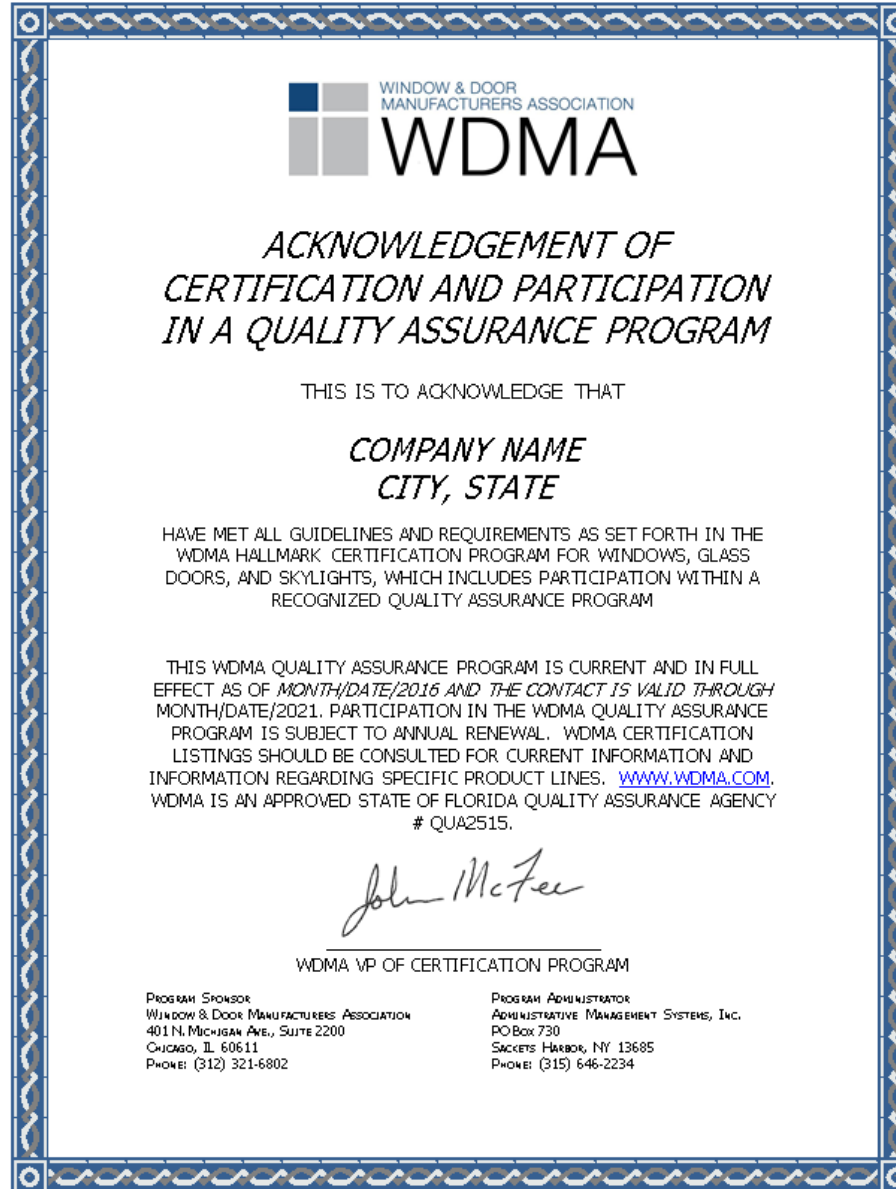 WINDOW & DOOR
MANUFACTURERS ASSOCIATION
WDMA
ACKNOWLEDGEMENT OF
CERTIFICATION AND PARTICIPATION
IN A QUALITY ASSURANCE PROGRAM
THIS IS TO ACKNOWLEDGE THAT
COMPANY NAME
CITY, STATE
HAVE MET ALL GUIDELINES AND REQUIREMENTS AS SET FORTH IN THE
WDMA HALLMARK CERTIFICATION PROGRAM FOR WINDOWS, GLASS
DOORS, AND SKYLIGHTS, WHICH INCLUDES PARTICIPATION WITHIN A
RECOGNIZED QUALITY ASSURANCE PROGRAM
THIS WDMA QUALITY ASSURANCE PROGRAM IS CURRENT AND IN FULL
EFFECT AS OF MONTH/DATE/2016 AND THE CONTACT IS VALID THROUGH
MONTH/DATE/2021. PARTICIPATION IN THE WDMA QUALITY ASSURANCE
PROGRAM IS SUBJECT TO ANNUAL RENEWAL. WDMA CERTIFICATION
LISTINGS SHOULD BE CONSULTED FOR CURRENT INFORMATION AND
INFORMATION REGARDING SPECIFIC PRODUCT LINES. WWW.WDMA.COM.
WDMA IS AN APPROVED STATE OF FLORIDA QUALITY ASSURANCE AGENCY
# QUA2515.
John McFee
WDMA VP OF CERTIFICATION PROGRAM
PROGRAM SPONSOR
WINDOW & DOOR MANUFACTURERS ASSOCIATION
401 N. MICHIGAN AVE., SUITE 2200
CHICAGO, IL 60611
PHONE: (312) 321-6802
PROGRAM ADMINISTRATOR
ADMINISTRATIVE MANAGEMENT SYSTEMS, INC.
PO BOX 730
SACKETS HARBOR, NY 13685
PHONE: (315) 646-2234